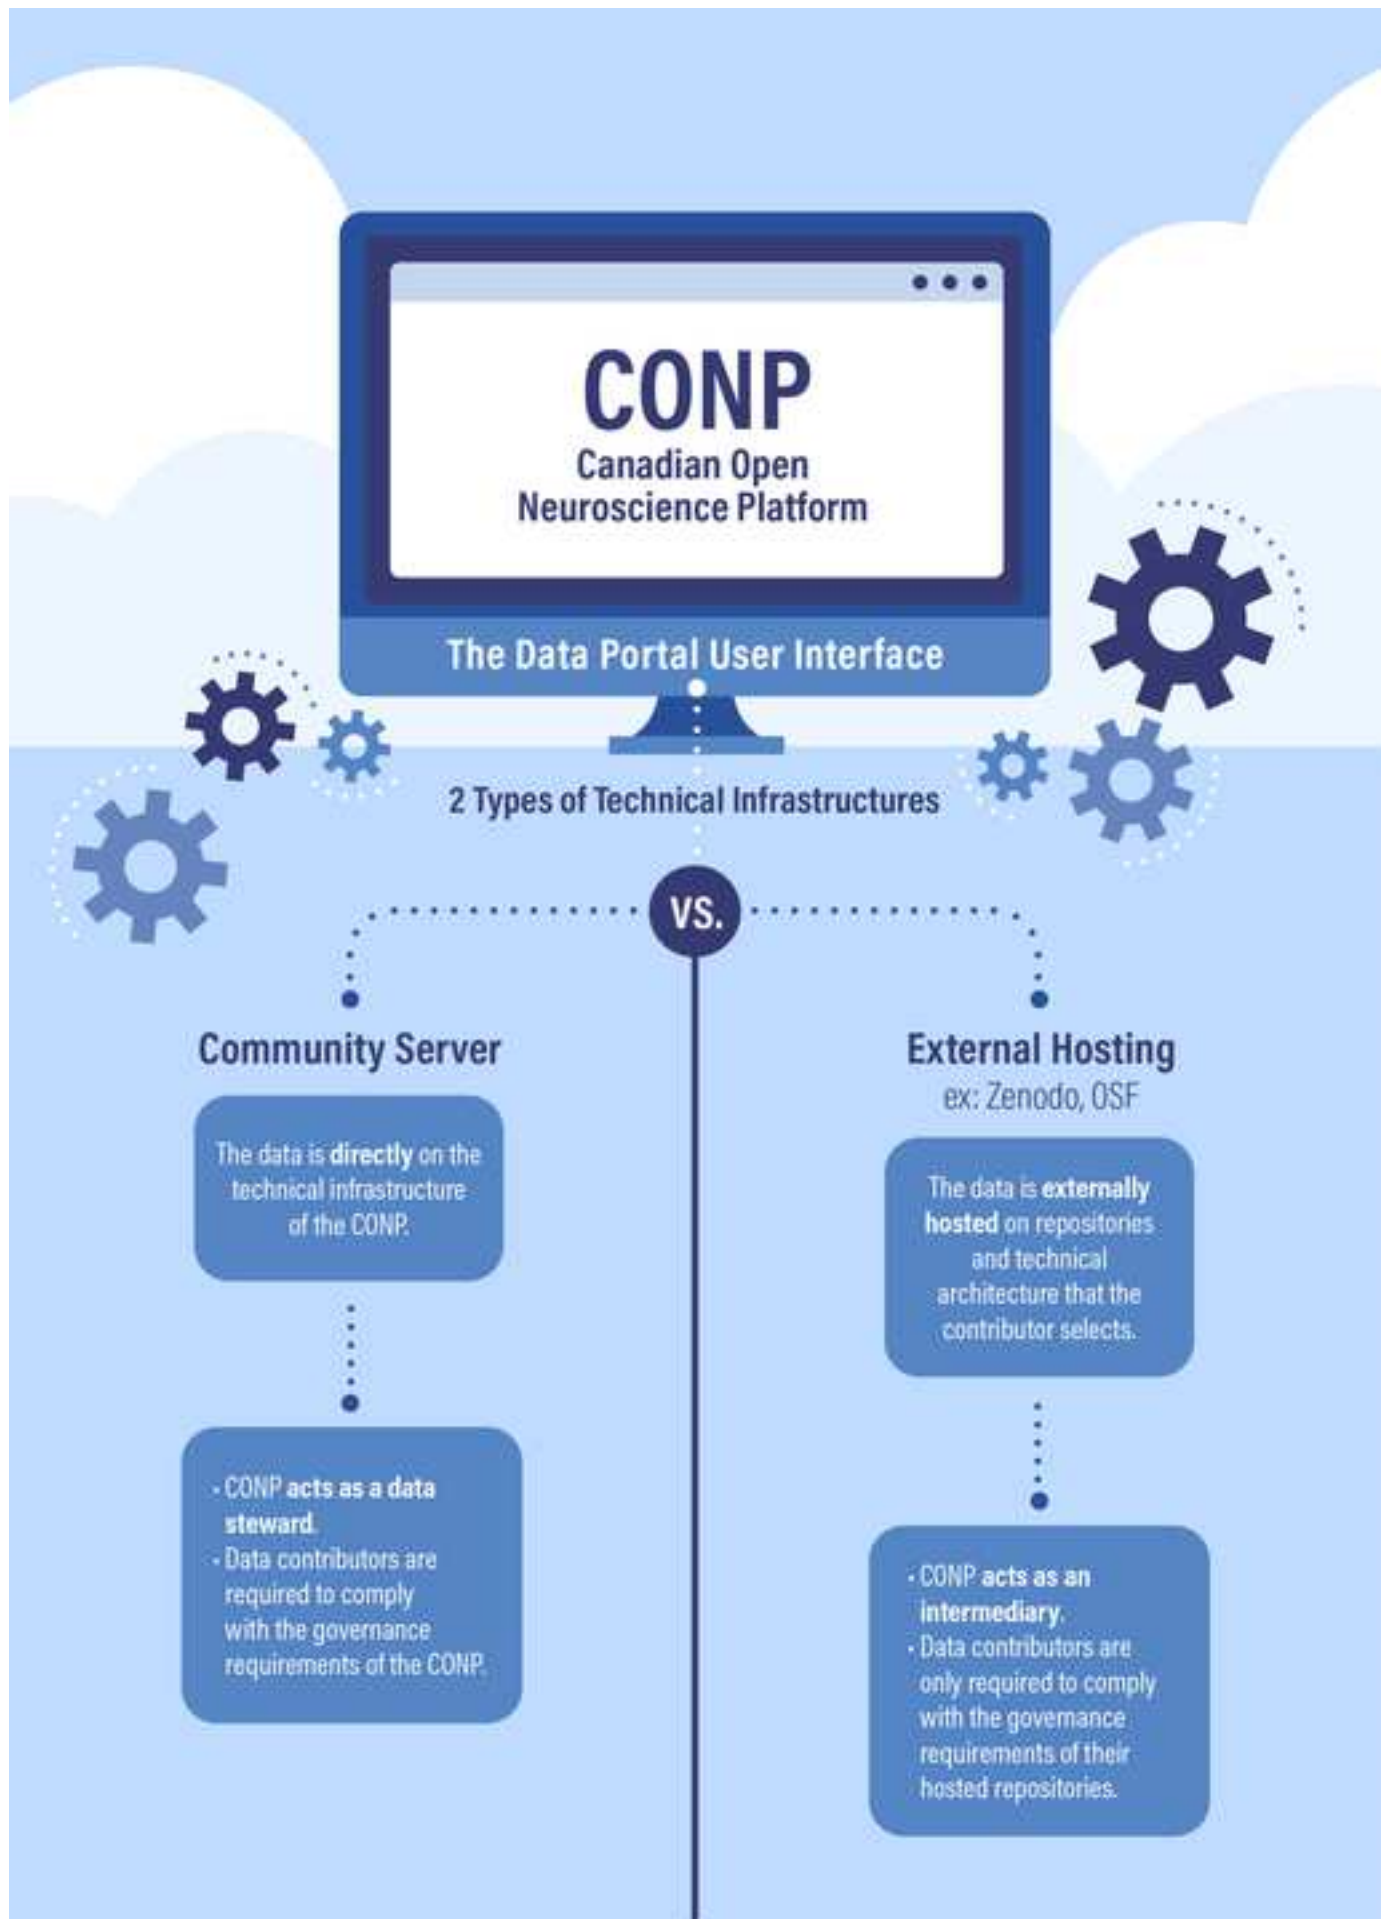 CONP
Canadian Open
Neuroscience Platform
The Data Portal User Interface
2 Types of Technical Infrastructures
VS.
Community Server
The data is directly on the
technical infrastructure
of the CONP.
• CONP acts as a data
steward.
• Data contributors are
required to comply
with the governance
requirements of the CONP.
External Hosting
ex: Zenodo, OSF
The data is externally
hosted on repositories
and technical
architecture that the
contributor selects.
• CONP acts as an
intermediary.
• Data contributors are
only required to comply
with the governance
requirements of their
hosted repositories.